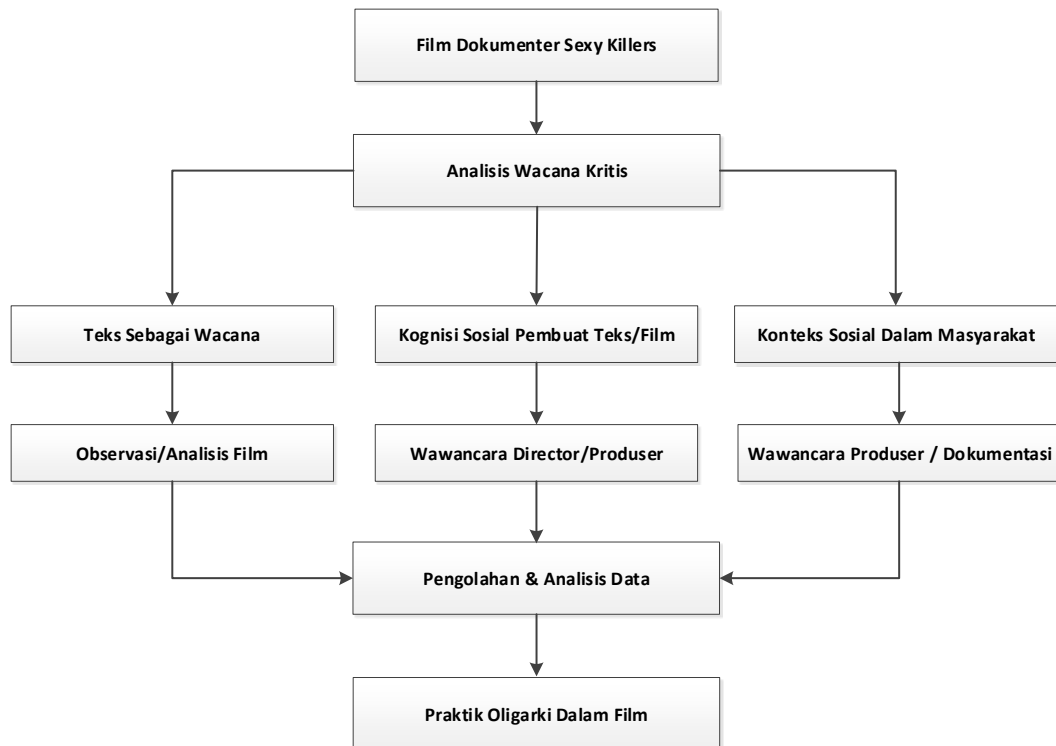 Film Dokumenter Sexy Killers
Analisis Wacana Kritis
Teks Sebagai Wacana
Kognisi Sosial Pembuat Teks/Film
Konteks Sosial Dalam Masyarakat
Observasi/Analisis Film
Wawancara Director/Produser
Wawancara Produser / Dokumentasi
Pengolahan & Analisis Data
Praktik Oligarki Dalam Film